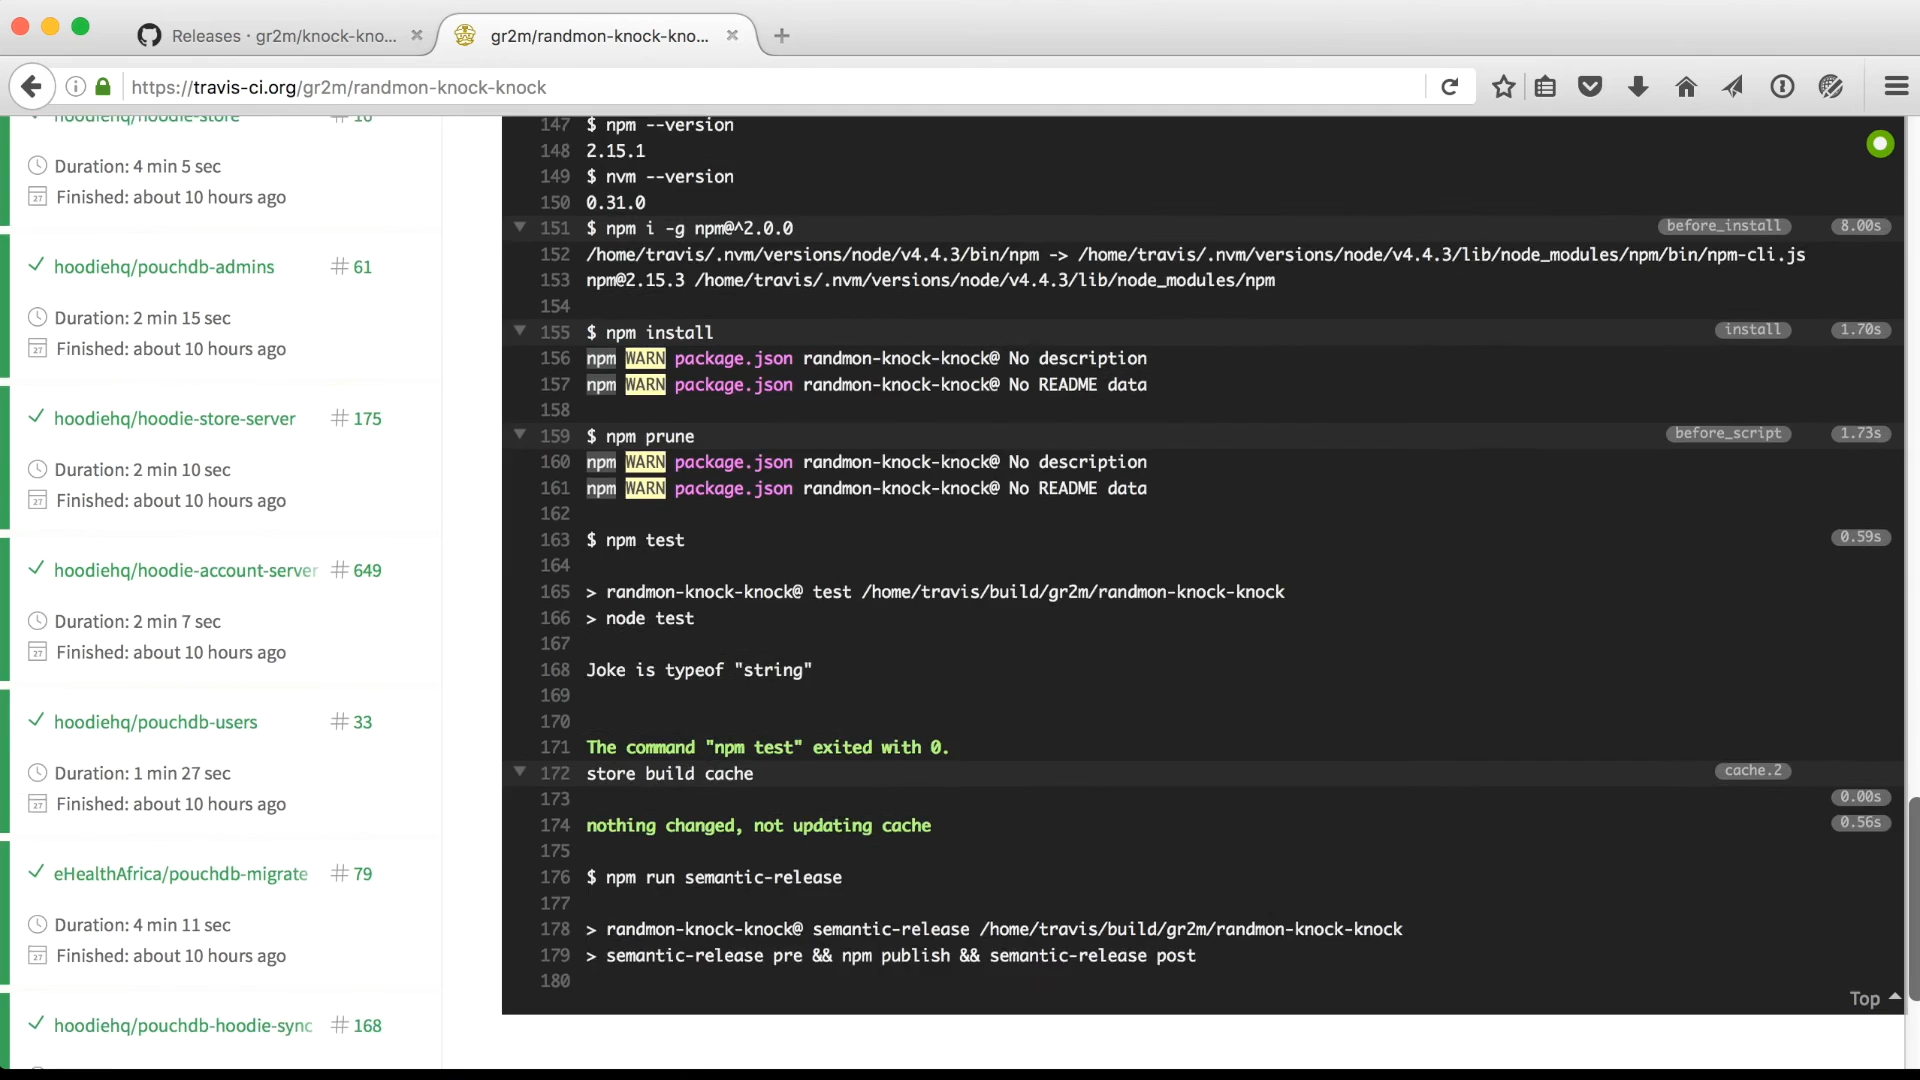 Releases · gr2m/knock-kno...
gr2m/randmon-knock-kno...
https://travis-ci.org/gr2m/randmon-knock-knock
hoodiehq/hoodie-store # 16
Duration: 4 min 5 sec
Finished: about 10 hours ago
hoodiehq/pouchdb-admins # 61
Duration: 2 min 15 sec
Finished: about 10 hours ago
hoodiehq/hoodie-store-server # 175
Duration: 2 min 10 sec
Finished: about 10 hours ago
hoodiehq/hoodie-account-server # 649
Duration: 2 min 7 sec
Finished: about 10 hours ago
hoodiehq/pouchdb-users # 33
Duration: 1 min 27 sec
Finished: about 10 hours ago
eHealthAfrica/pouchdb-migrate # 79
Duration: 4 min 11 sec
Finished: about 10 hours ago
hoodiehq/pouchdb-hoodie-sync # 168
147 $ npm --version
148 2.15.1
149 $ nvm --version
150 0.31.0
151 $ npm i -g npm@^2.0.0 before_install 8.00s
152 /home/travis/.nvm/versions/node/v4.4.3/bin/npm -> /home/travis/.nvm/versions/node/v4.4.3/lib/node_modules/npm/bin/npm-cli.js
153 npm@2.15.3 /home/travis/.nvm/versions/node/v4.4.3/lib/node_modules/npm
154
155 $ npm install install 1.70s
156 npm WARN package.json randmon-knock-knock@ No description
157 npm WARN package.json randmon-knock-knock@ No README data
158
159 $ npm prune before_script 1.73s
160 npm WARN package.json randmon-knock-knock@ No description
161 npm WARN package.json randmon-knock-knock@ No README data
162
163 $ npm test 0.59s
164
165 > randmon-knock-knock@ test /home/travis/build/gr2m/randmon-knock-knock
166 > node test
167
168 Joke is typeof "string"
169
170
171 The command "npm test" exited with 0.
172 store build cache cache.2
173 0.00s
174 nothing changed, not updating cache 0.56s
175
176 $ npm run semantic-release
177
178 > randmon-knock-knock@ semantic-release /home/travis/build/gr2m/randmon-knock-knock
179 > semantic-release pre && npm publish && semantic-release post
180
Top